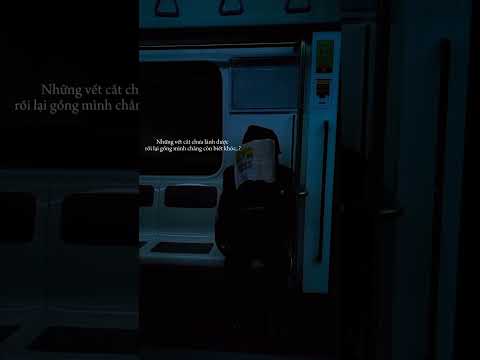 Những vết cắt chưa lành được
rồi lại gồng mình chẳng còn biết khóc..?
Những vết cắt
rồi lại gồng mình chẳng